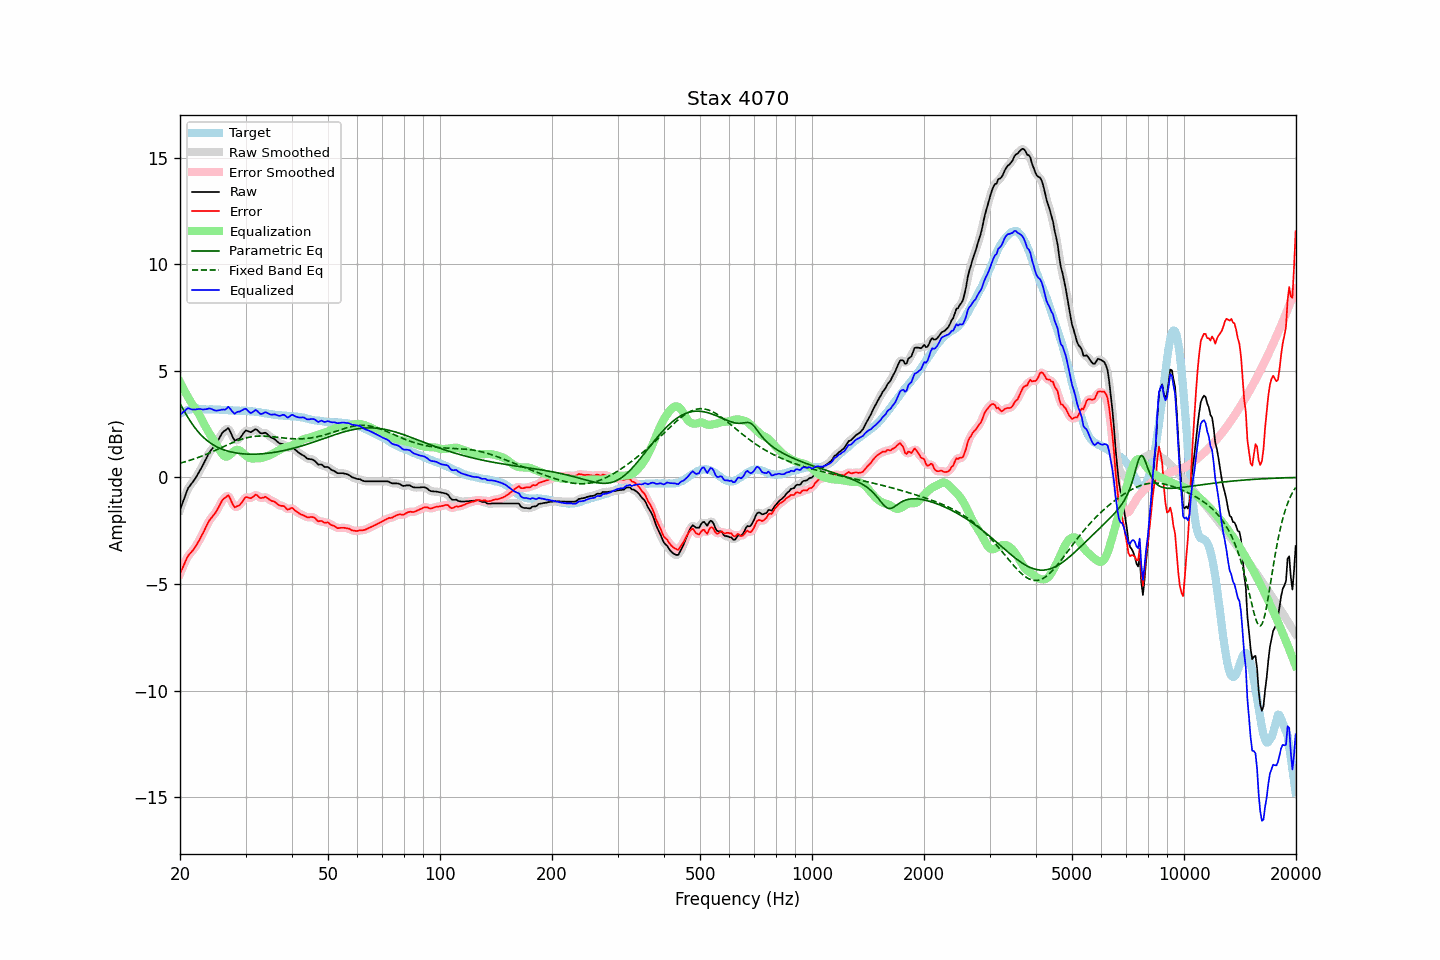 Stax 4070
Target
Raw Smoothed
Error Smoothed
Raw
Error
Equalization
Parametric Eq
Fixed Band Eq
Equalized
15
10
5
0
−5
−10
−15
Amplitude (dBr)
20 50 100 200 500 1000 2000 5000 10000 20000
Frequency (Hz)